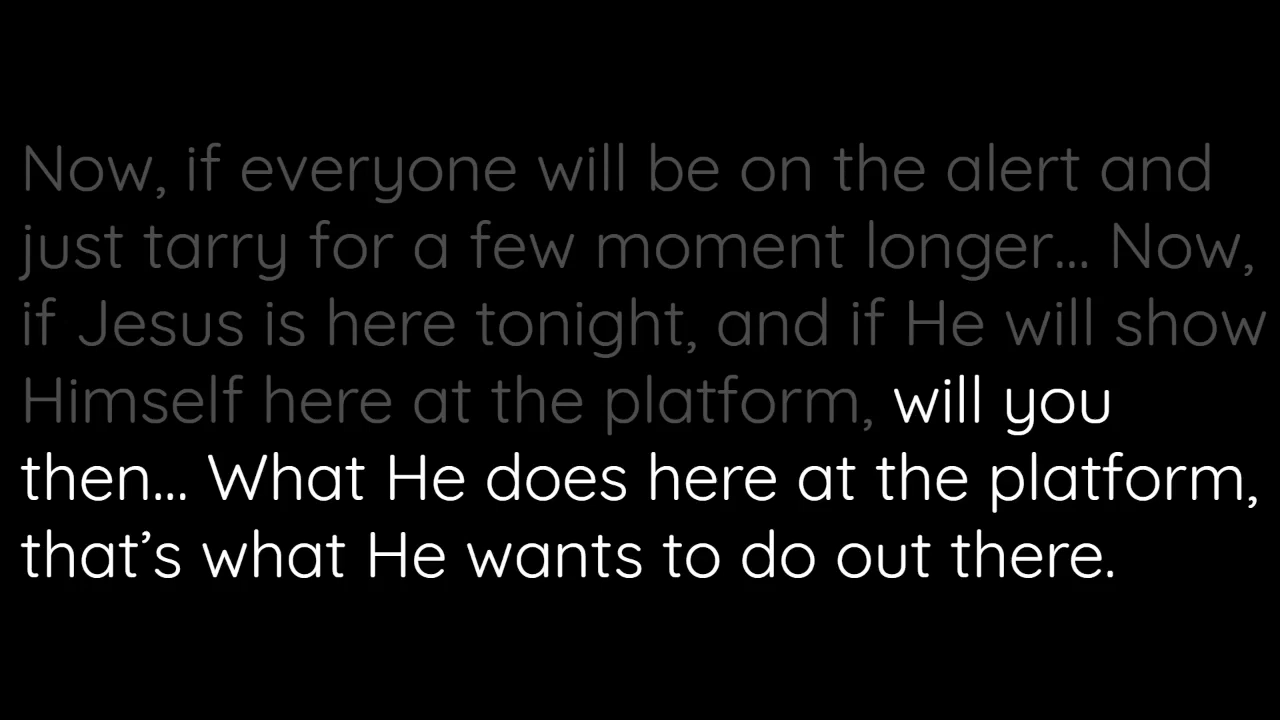 Now, if everyone will be on the alert and
just tarry for a few moment longer... Now,
if Jesus is here tonight, and if He will show
Himself here at the platform, will you
then... What He does here at the platform,
that’s what He wants to do out there.